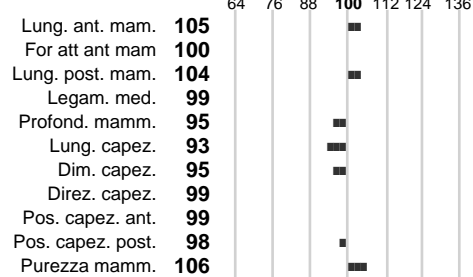 64 76 88 100 112 124 136
Lung. ant. mam. 105
For att ant mam 100
Lung. post. mam. 104
Legam. med. 99
Profond. mamm. 95
Lung. capez. 93
Dim. capez. 95
Direz. capez. 99
Pos. capez. ant. 99
Pos. capez. post. 98
Purezza mamm. 106